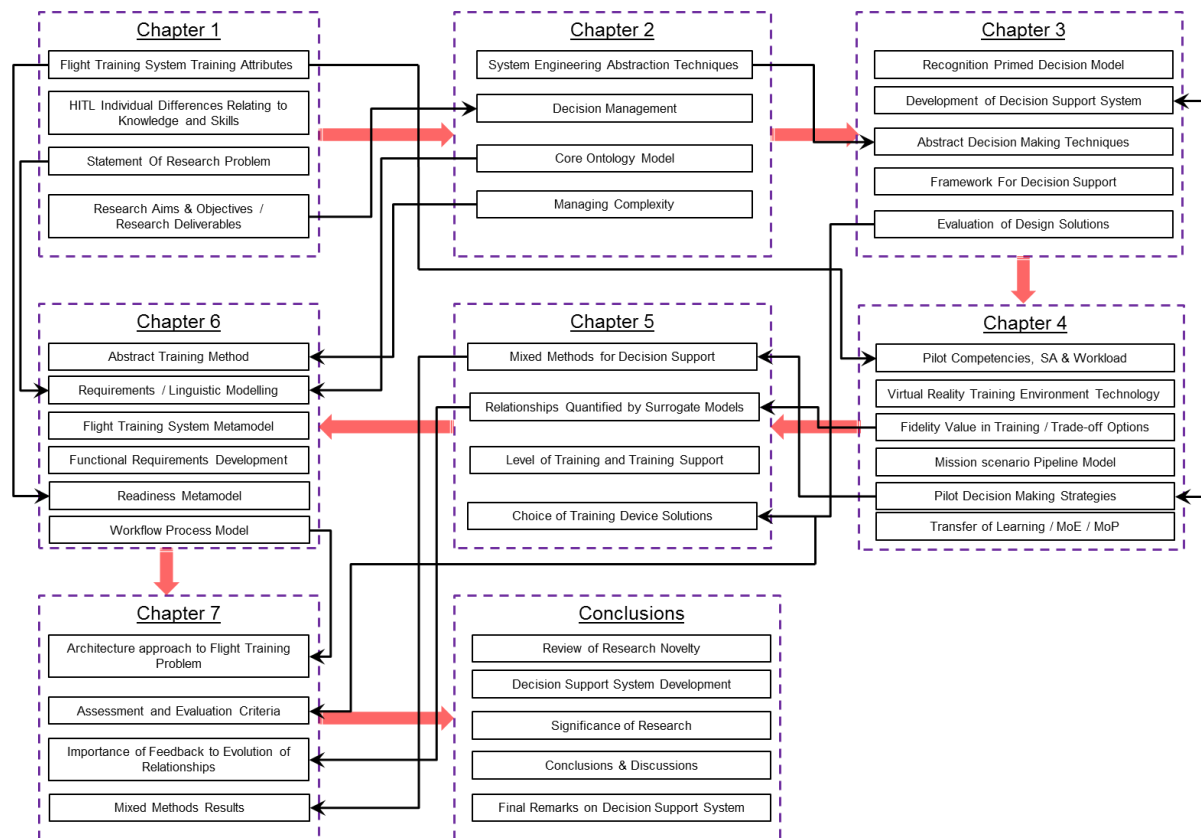 Chapter 1
Flight Training System Training Attributes
HITL Individual Differences Relating to
Knowledge and Skills
Statement Of Research Problem
Research Aims & Objectives /
Research Deliverables
Chapter 2
System Engineering Abstraction Techniques
Decision Management
Core Ontology Model
Managing Complexity
Chapter 3
Recognition Primed Decision Model
Development of Decision Support System
Abstract Decision Making Techniques
Framework For Decision Support
Evaluation of Design Solutions
Chapter 6
Abstract Training Method
Requirements / Linguistic Modelling
Flight Training System Metamodel
Functional Requirements Development
Readiness Metamodel
Workflow Process Model
Chapter 5
Mixed Methods for Decision Support
Relationships Quantified by Surrogate Models
Level of Training and Training Support
Choice of Training Device Solutions
Chapter 4
Pilot Competencies, SA & Workload
Virtual Reality Training Environment Technology
Fidelity Value in Training / Trade-off Options
Mission scenario Pipeline Model
Pilot Decision Making Strategies
Transfer of Learning / MoE / MoP
Chapter 7
Architecture approach to Flight Training
Problem
Assessment and Evaluation Criteria
Importance of Feedback to Evolution of
Relationships
Mixed Methods Results
Conclusions
Review of Research Novelty
Decision Support System Development
Significance of Research
Conclusions & Discussions
Final Remarks on Decision Support System